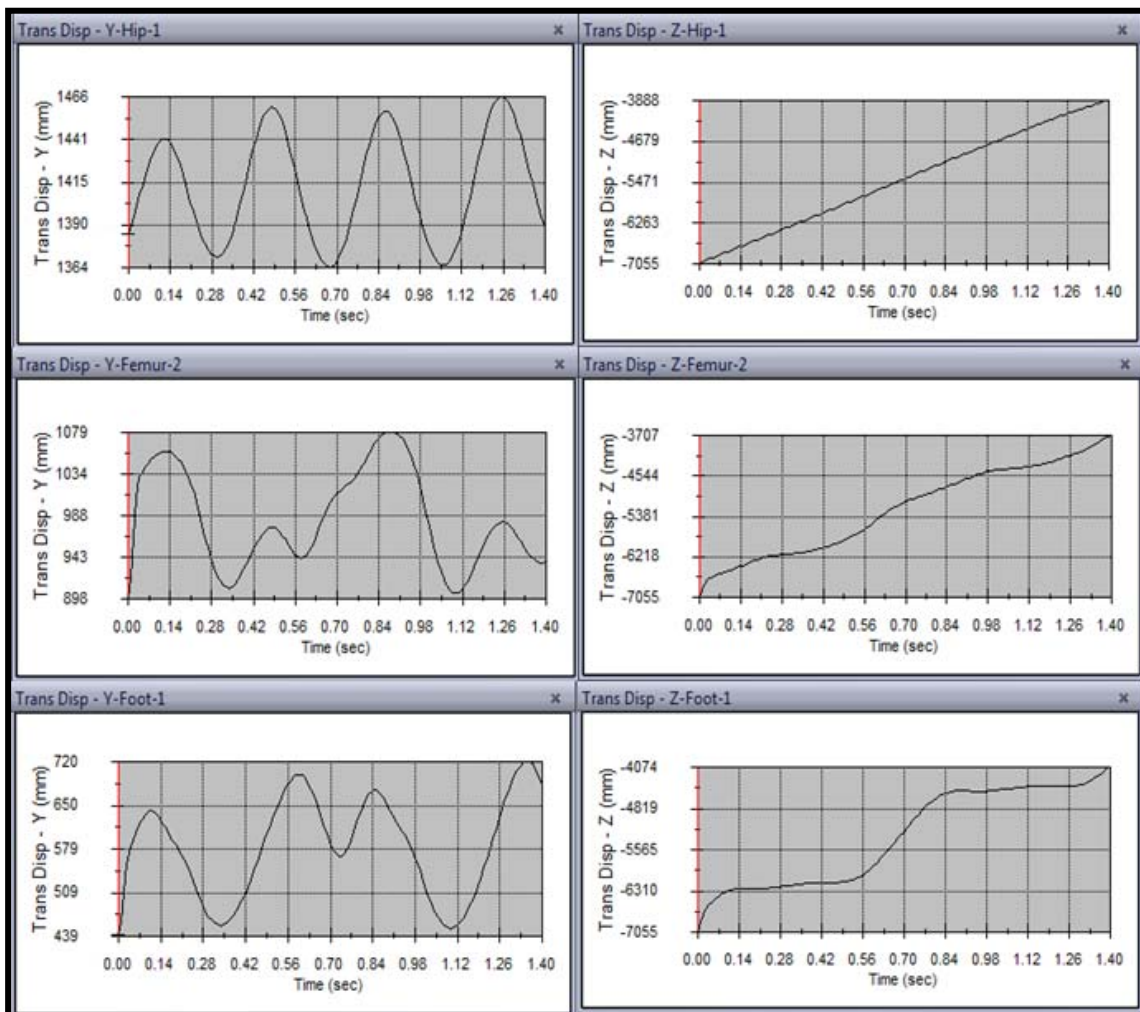 Trans Disp - Y-Hip-1
Trans Disp - Y (mm)
1466
1441
1415
1390
1364
0.00 0.14 0.28 0.42 0.56 0.70 0.84 0.98 1.12 1.26 1.40
Time (sec)
Trans Disp - Z-Hip-1
Trans Disp - Z (mm)
-3888
-4679
-5471
-6263
-7055
0.00 0.14 0.28 0.42 0.56 0.70 0.84 0.98 1.12 1.26 1.40
Time (sec)
Trans Disp - Y-Femur-2
Trans Disp - Y (mm)
1079
1034
988
943
898
0.00 0.14 0.28 0.42 0.56 0.70 0.84 0.98 1.12 1.26 1.40
Time (sec)
Trans Disp - Z-Femur-2
Trans Disp - Z (mm)
-3707
-4544
-5381
-6218
-7055
0.00 0.14 0.28 0.42 0.56 0.70 0.84 0.98 1.12 1.26 1.40
Time (sec)
Trans Disp - Y-Foot-1
Trans Disp - Y (mm)
720
650
579
509
439
0.00 0.14 0.28 0.42 0.56 0.70 0.84 0.98 1.12 1.26 1.40
Time (sec)
Trans Disp - Z-Foot-1
Trans Disp - Z (mm)
-4074
-4819
-5565
-6310
-7055
0.00 0.14 0.28 0.42 0.56 0.70 0.84 0.98 1.12 1.26 1.40
Time (sec)